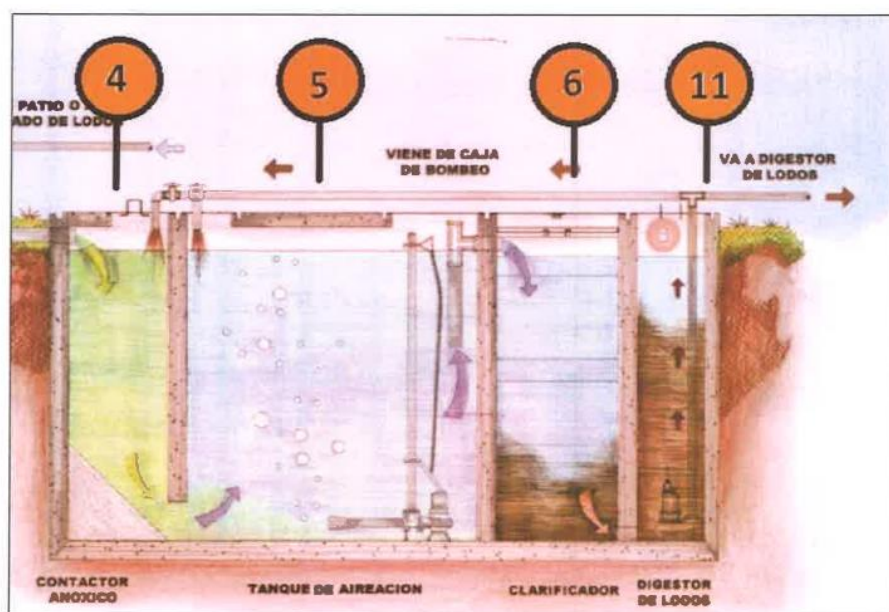 4
5
6
11
PATIO O
ADO DE LODOS
VIENE DE CAJA
DE BOMBEO
VA A DIGESTOR
DE LODOS
CONTACTOR
ANOXICO
TANQUE DE AIREACION
CLARIFICADOR
DIGESTOR
DE LODOS